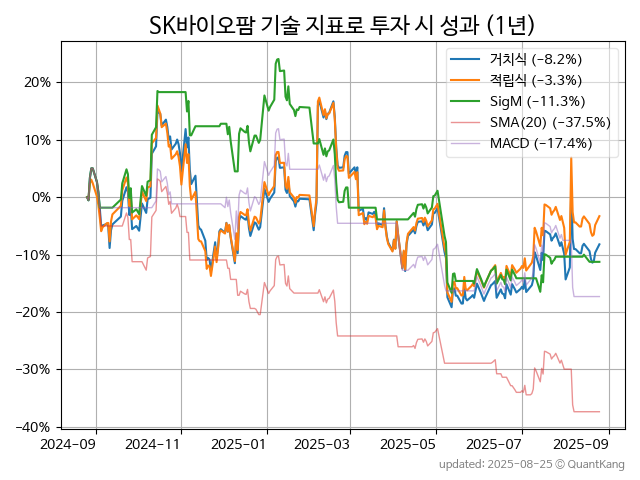 SK바이오팜 기술 지표로 투자 시 성과 (1년)
거치식 (−8.2%)
적립식 (−3.3%)
SigM (−11.3%)
SMA(20) (−37.5%)
MACD (−17.4%)
20%
10%
0%
−10%
−20%
−30%
−40%
2024-09 2024-11 2025-01 2025-03 2025-05 2025-07 2025-09
updated: 2025-08-25 © QuantKang